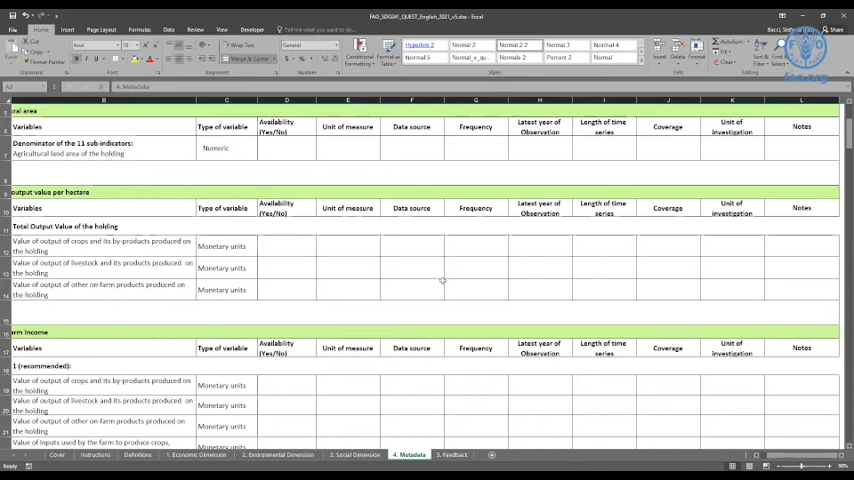 FAO_SDG241_QUEST_English_2021_v5.xlsx - Excel
Bacci, Stefania
File Home Insert Page Layout Formulas Data Review View Developer Tell me what you want to do Share
Cut
Arial
Wrap Text
General
Hyperlink 2 Normal 2 Normal 2 2 Normal 3 Normal 4
AutoSum
Paste
Merge & Center
Conditional Formatting
Format as Table
Normal 5 Normale 2 Percent 2
Insert Delete Format
Clear
Clipboard Font Alignment Number Styles Cells
FAO
fao.org
A2 4. Metadata
B C D E F G H I J K L
ral area
Variables Type of variable Availability (Yes/No) Unit of measure Data source Frequency Latest year of Observation Length of time series Coverage Unit of investigation Notes
Denominator of the 11 sub-indicators:
Agricultural land area of the holding Numeric
output value per hectare
Variables Type of variable Availability (Yes/No) Unit of measure Data source Frequency Latest year of Observation Length of time series Coverage Unit of investigation Notes
Total Output Value of the holding
Value of output of crops and its by-products produced on the holding Monetary units
Value of output of livestock and its products produced on the holding Monetary units
Value of output of other on-farm products produced on the holding Monetary units
arm Income
Variables Type of variable Availability (Yes/No) Unit of measure Data source Frequency Latest year of Observation Length of time series Coverage Unit of investigation Notes
1 (recommended):
Value of output of crops and its by-products produced on the holding Monetary units
Value of output of livestock and its products produced on the holding Monetary units
Value of output of other on-farm products produced on the holding Monetary units
Value of inputs used by the farm to produce crops, Monetary units
Cover Instructions Definitions 1. Economic Dimension 2. Environmental Dimension 3. Social Dimension 4. Metadata 5. Feedback
90%